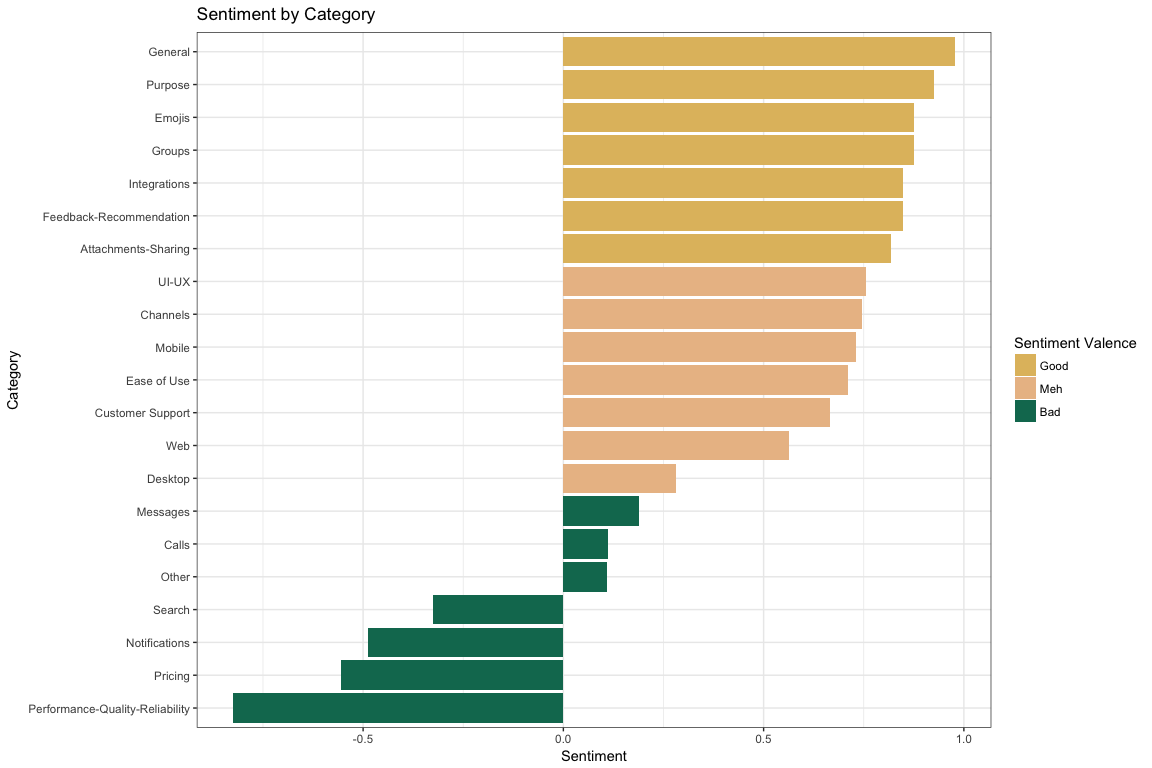 Sentiment by Category
General
Purpose
Emojis
Groups
Integrations
Feedback-Recommendation
Attachments-Sharing
UI-UX
Channels
Mobile
Ease of Use
Customer Support
Web
Desktop
Messages
Calls
Other
Search
Notifications
Pricing
Performance-Quality-Reliability
Category
-0.5 0.0 0.5 1.0
Sentiment
Sentiment Valence
Good
Meh
Bad